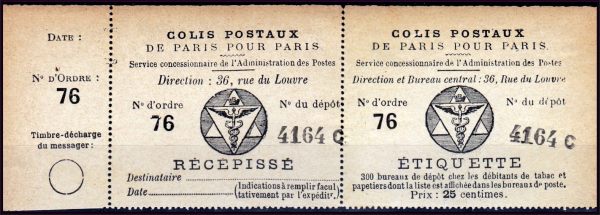 DATE :
N° D'ORDRE :
76
Timbre-décharge
du messager :
COLIS POSTAUX
DE PARIS POUR PARIS
Service concessionnaire de l'Administration des Postes
Direction : 36, rue du Louvre
N° d'ordre
N° du dépôt
76
4164 C
RÉCÉPISSÉ
Destinataire
Date
(Indications à remplir facul
tativement par l'expédit'.)
COLIS POSTAUX
DE PARIS POUR PARIS.
Service concessionnaire de l'Administration des Postes
Direction et Bureau central : 36, rue du Louvre
N° d'ordre
N° du dépôt
76
4164 C
ÉTIQUETTE
300 bureaux de dépôt chez les débitants de tabac et
papetiers dont la liste est affichée dans les bureaux de poste.
Prix : 25 centimes.